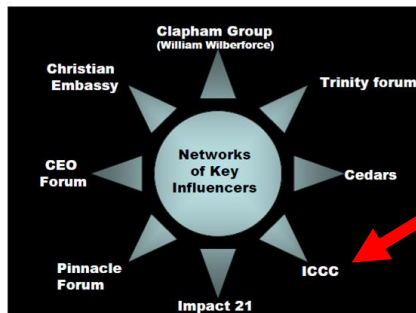 Clapham Group
(William Wilberforce)
Christian
Embassy
Trinity forum
CEO
Forum
Networks
of Key
Influencers
Cedars
Pinnacle
Forum
ICCC
Impact 21